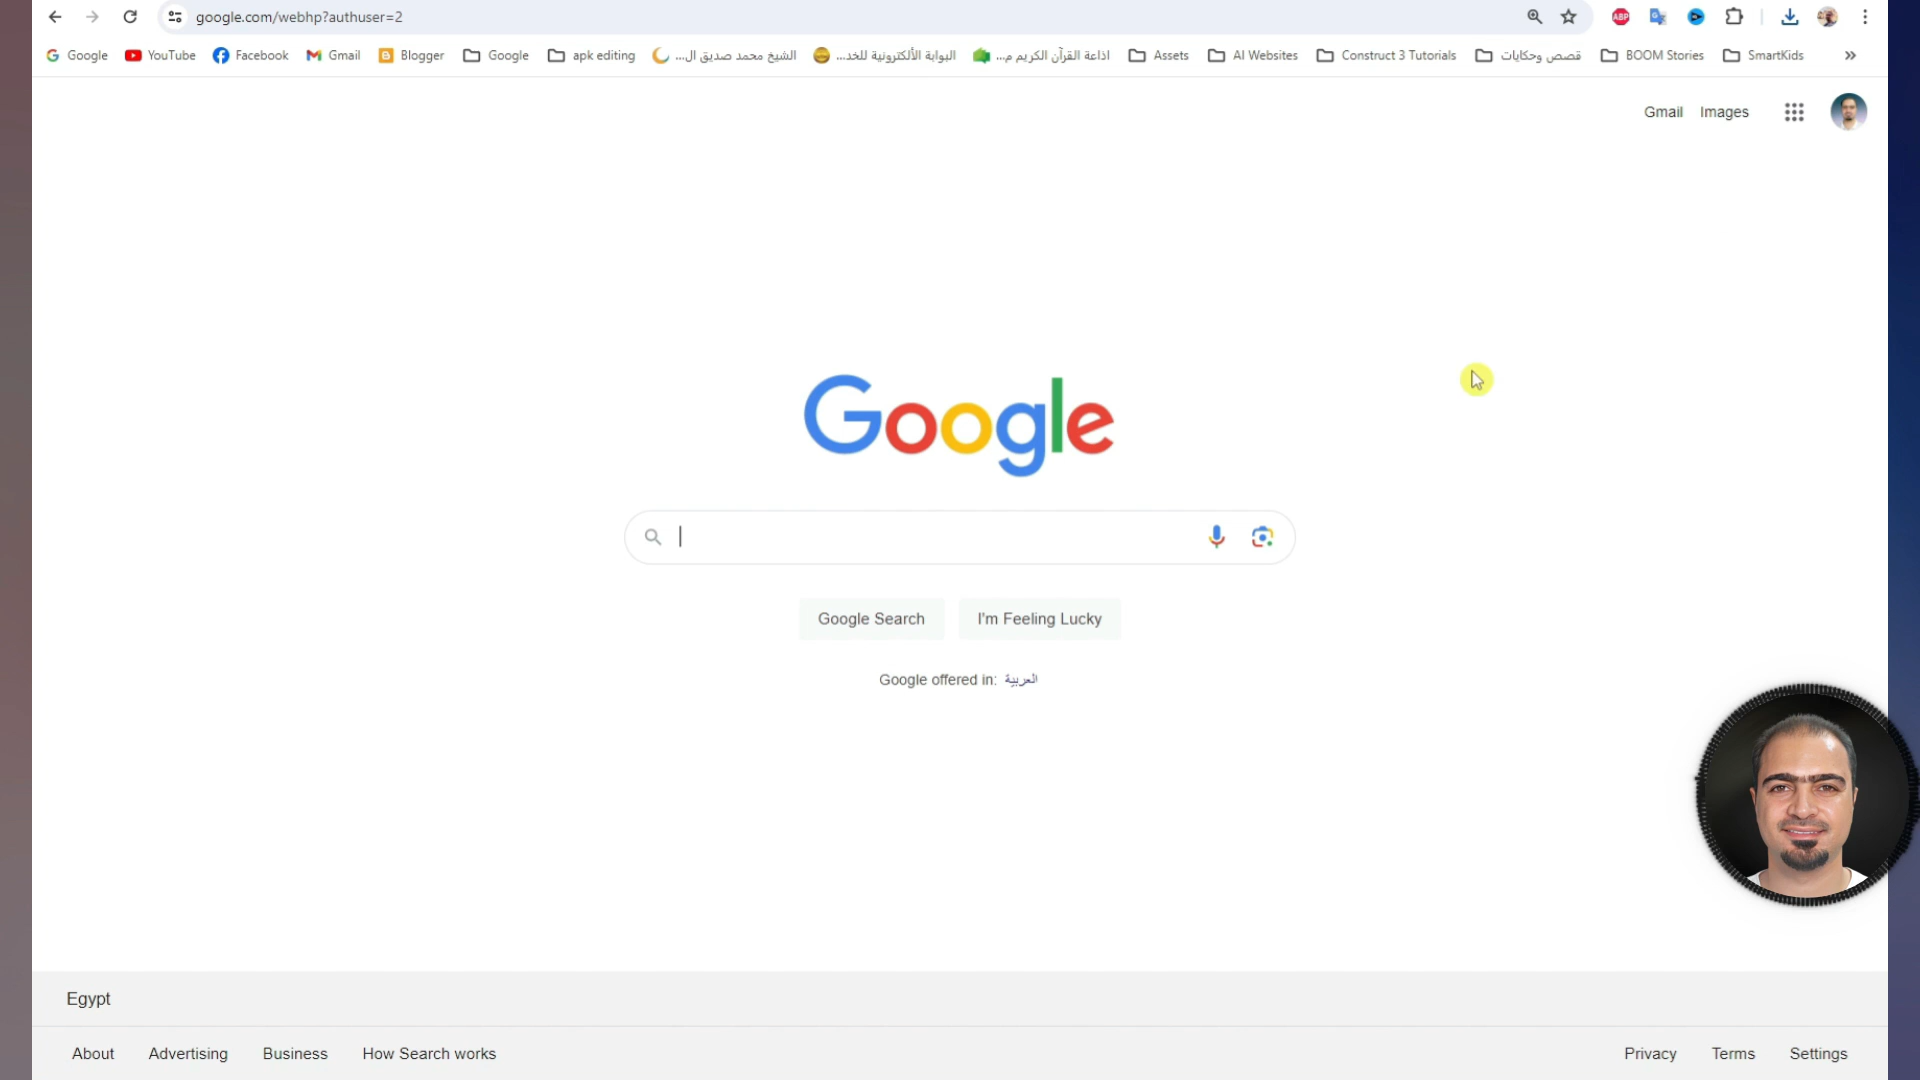 google.com/webhp?authuser=2
ABP
Google YouTube Facebook Gmail Blogger Google apk editing الشيخ محمد صديق ال... البوابة الألكترونية للخد... اذاعة القرآن الكريم م... Assets AI Websites Construct 3 Tutorials قصص وحكايات BOOM Stories SmartKids »
Gmail Images
Google
Google Search I'm Feeling Lucky
Google offered in: العربية
Egypt
About Advertising Business How Search works Privacy Terms Settings